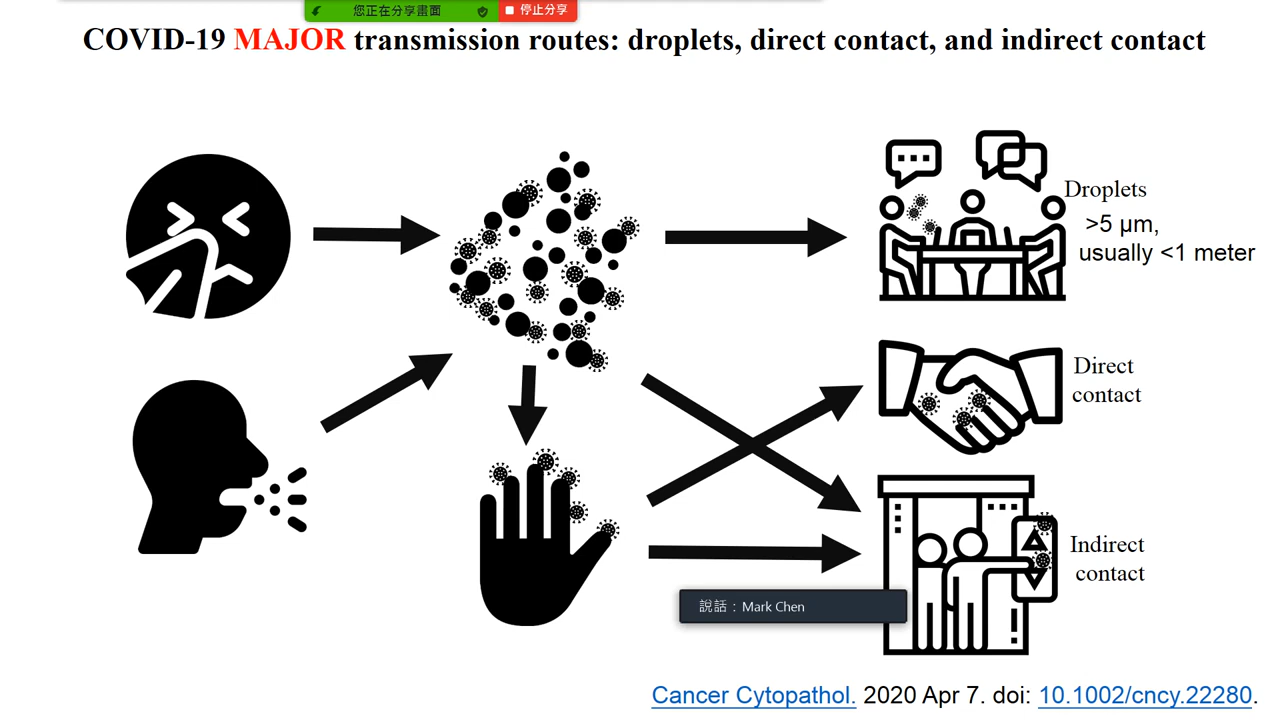 您正在分享畫面
停止分享
COVID-19 MAJOR transmission routes: droplets, direct contact, and indirect contact
Droplets
>5 μm,
usually <1 meter
Direct
contact
Indirect
contact
說話：Mark Chen
Cancer Cytopathol. 2020 Apr 7. doi: 10.1002/cncy.22280.